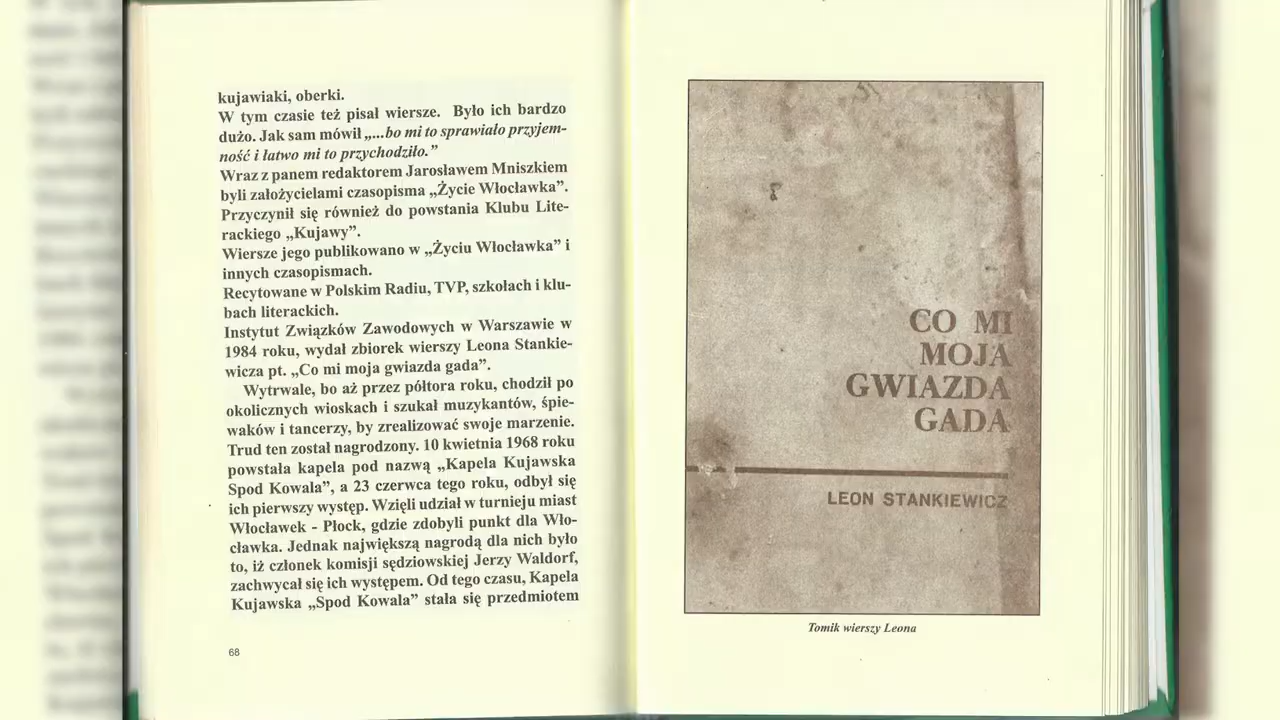 kujawiaki, oberki.
W tym czasie też pisał wiersze. Było ich bardzo
dużo. Jak sam mówił „...bo mi to sprawiało przyjem-
ność i łatwo mi to przychodziło."
Wraz z panem redaktorem Jarosławem Mniszkiem
byli założycielami czasopisma „Życie Włocławka".
Przyczynił się również do powstania Klubu Lite-
rackiego „Kujawy".
Wiersze jego publikowano w „Życiu Włocławka" i
innych czasopismach.
Recytowane w Polskim Radiu, TVP, szkołach i klu-
bach literackich.
Instytut Związków Zawodowych w Warszawie w
1984 roku, wydał zbiorek wierszy Leona Stankie-
wicza pt. „Co mi moja gwiazda gada".
Wytrwale, bo aż przez półtora roku, chodził po
okolicznych wioskach i szukał muzykantów, śpie-
waków i tancerzy, by zrealizować swoje marzenie.
Trud ten został nagrodzony. 10 kwietnia 1968 roku
powstała kapela pod nazwą „Kapela Kujawska
Spod Kowala", a 23 czerwca tego roku, odbył się
ich pierwszy występ. Wzięli udział w turnieju miast
Włocławek - Płock, gdzie zdobyli punkt dla Wło-
cławka. Jednak największą nagrodą dla nich było
to, iż członek komisji sędziowskiej Jerzy Waldorf,
zachwycał się ich występem. Od tego czasu, Kapela
Kujawska „Spod Kowala" stała się przedmiotem
68
CO MI
MOJA
GWIAZDA
GADA
LEON STANKIEWICZ
Tomik wierszy Leona